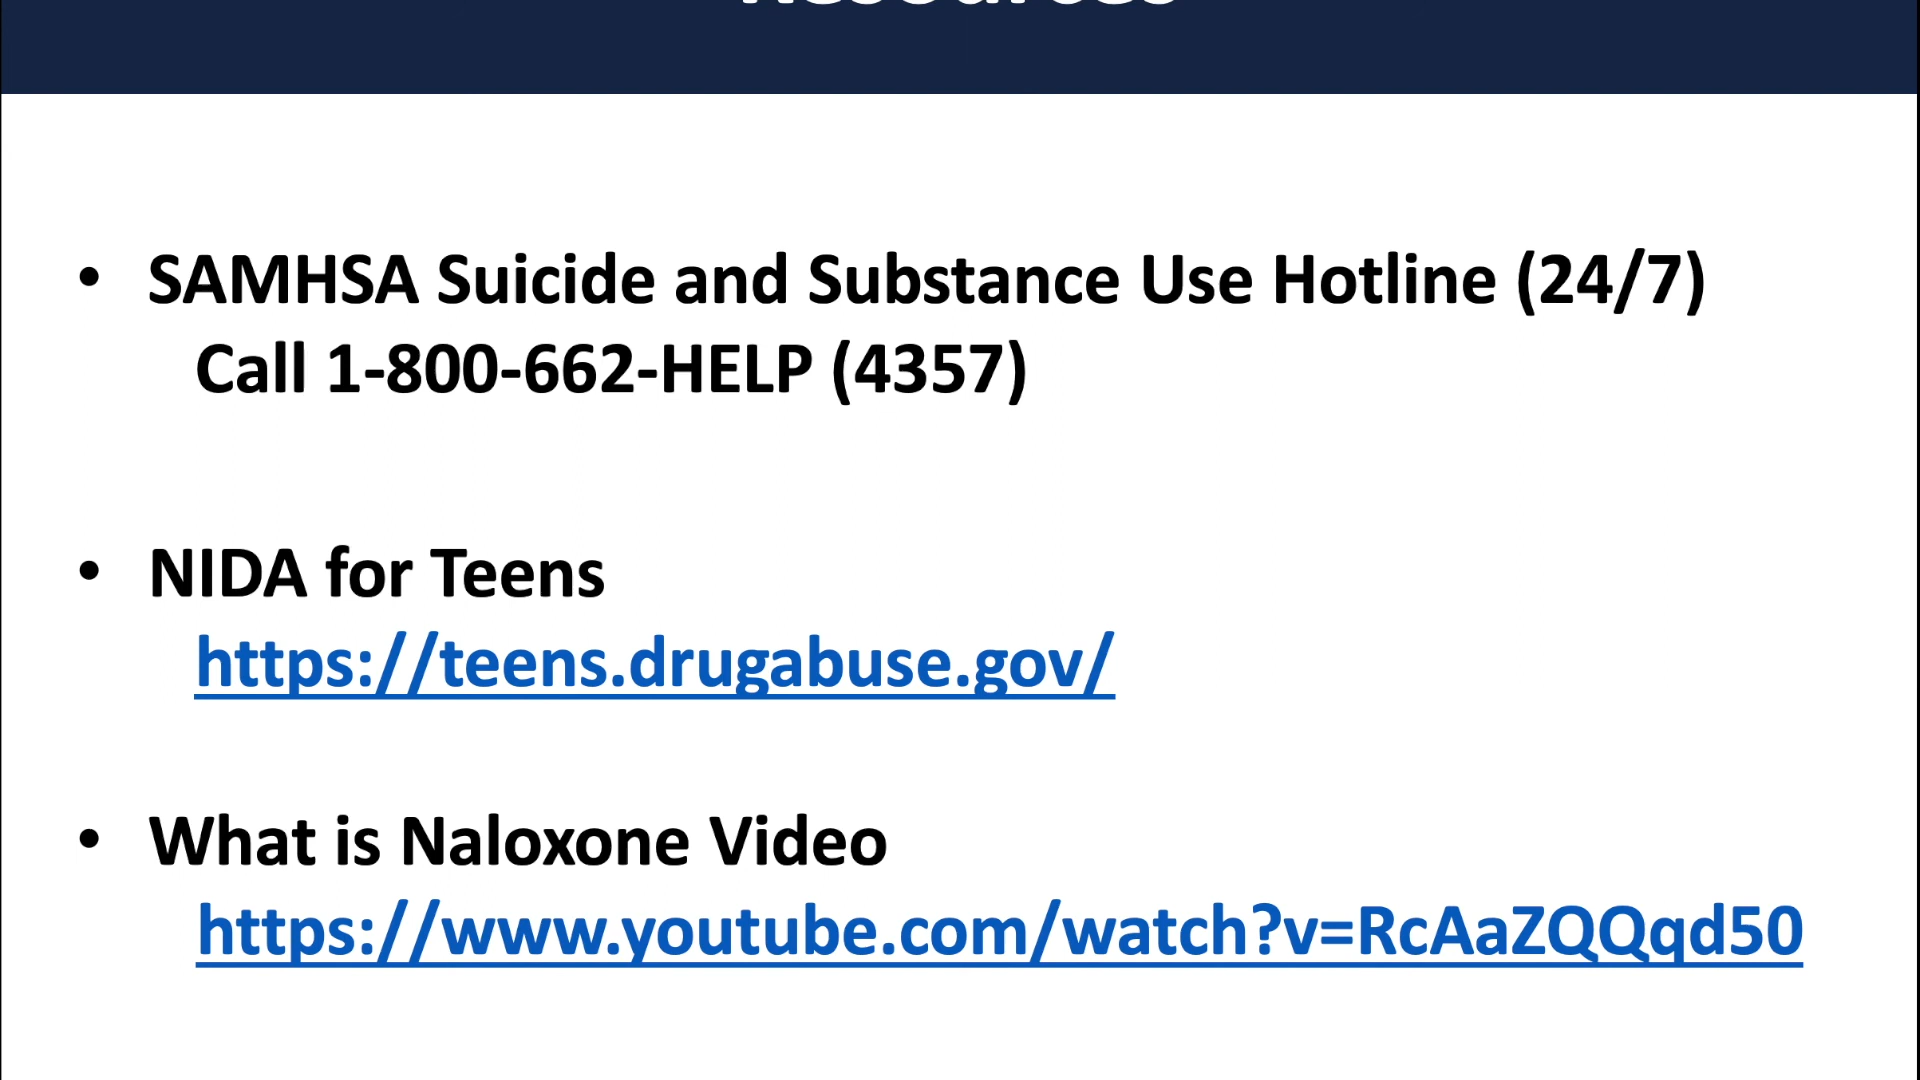 Resources
• SAMHSA Suicide and Substance Use Hotline (24/7)
Call 1-800-662-HELP (4357)
• NIDA for Teens
https://teens.drugabuse.gov/
• What is Naloxone Video
https://www.youtube.com/watch?v=RcAaZQQqd50